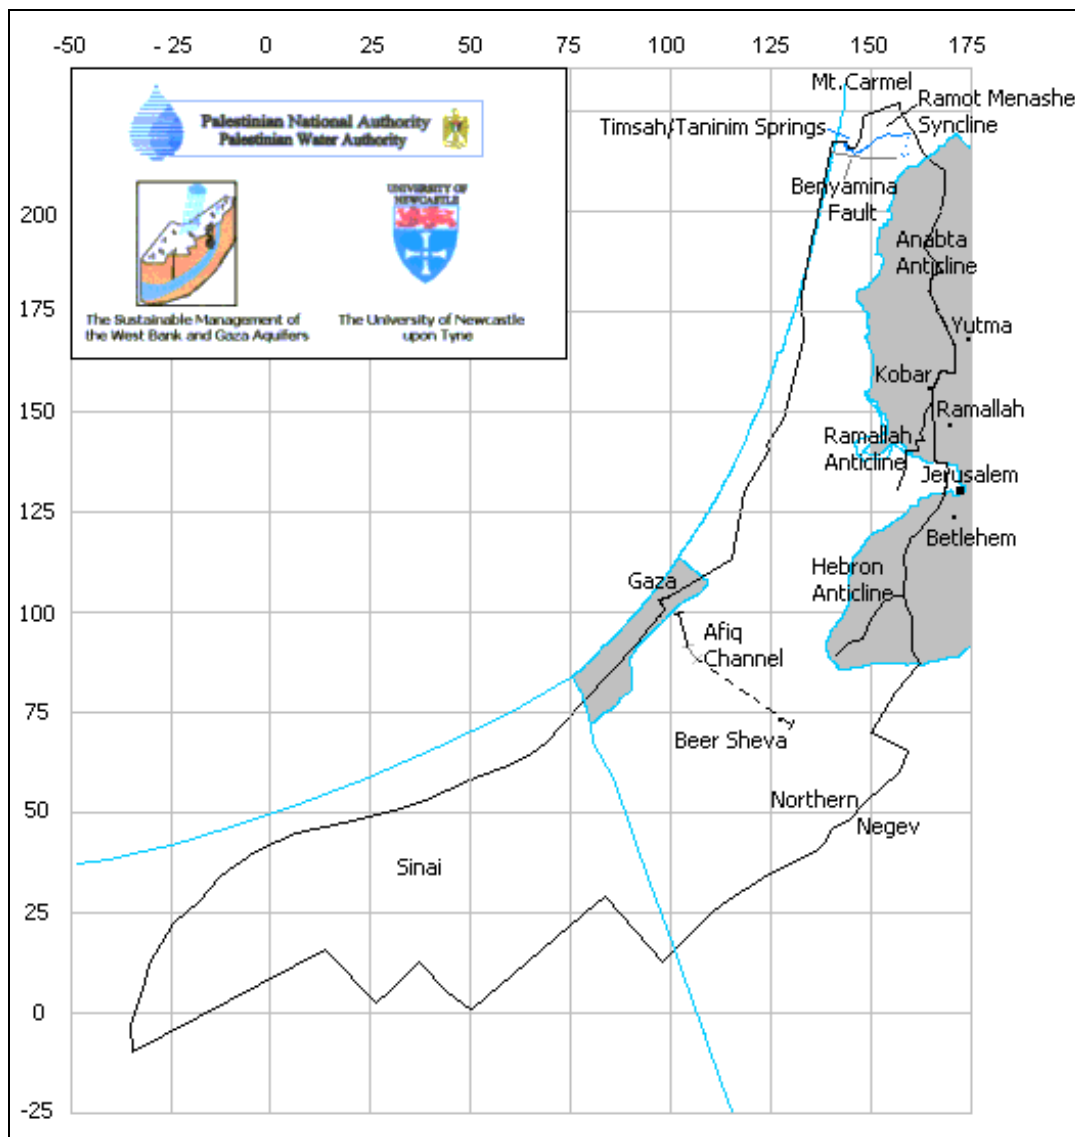 -50 - 25 0 25 50 75 100 125 150 175
Mt. Carmel
Ramot Menashe
Syncline
Timsah/Taninim Springs
Palestinian National Authority
Palestinian Water Authority
Benyamina
Fault
UNIVERSITY OF
NEWCASTLE
200
Anabta
Anticline
175
The Sustainable Management of
the West Bank and Gaza Aquifers
The University of Newcastle
upon Tyne
Yutma
Kobar
150
Ramallah
Ramallah
Anticline
Jerusalem
125
Betlehem
Hebron
Anticline
Gaza
100
Afiq
Channel
75
Beer Sheva
50
Northern
Negev
Sinai
25
0
-25